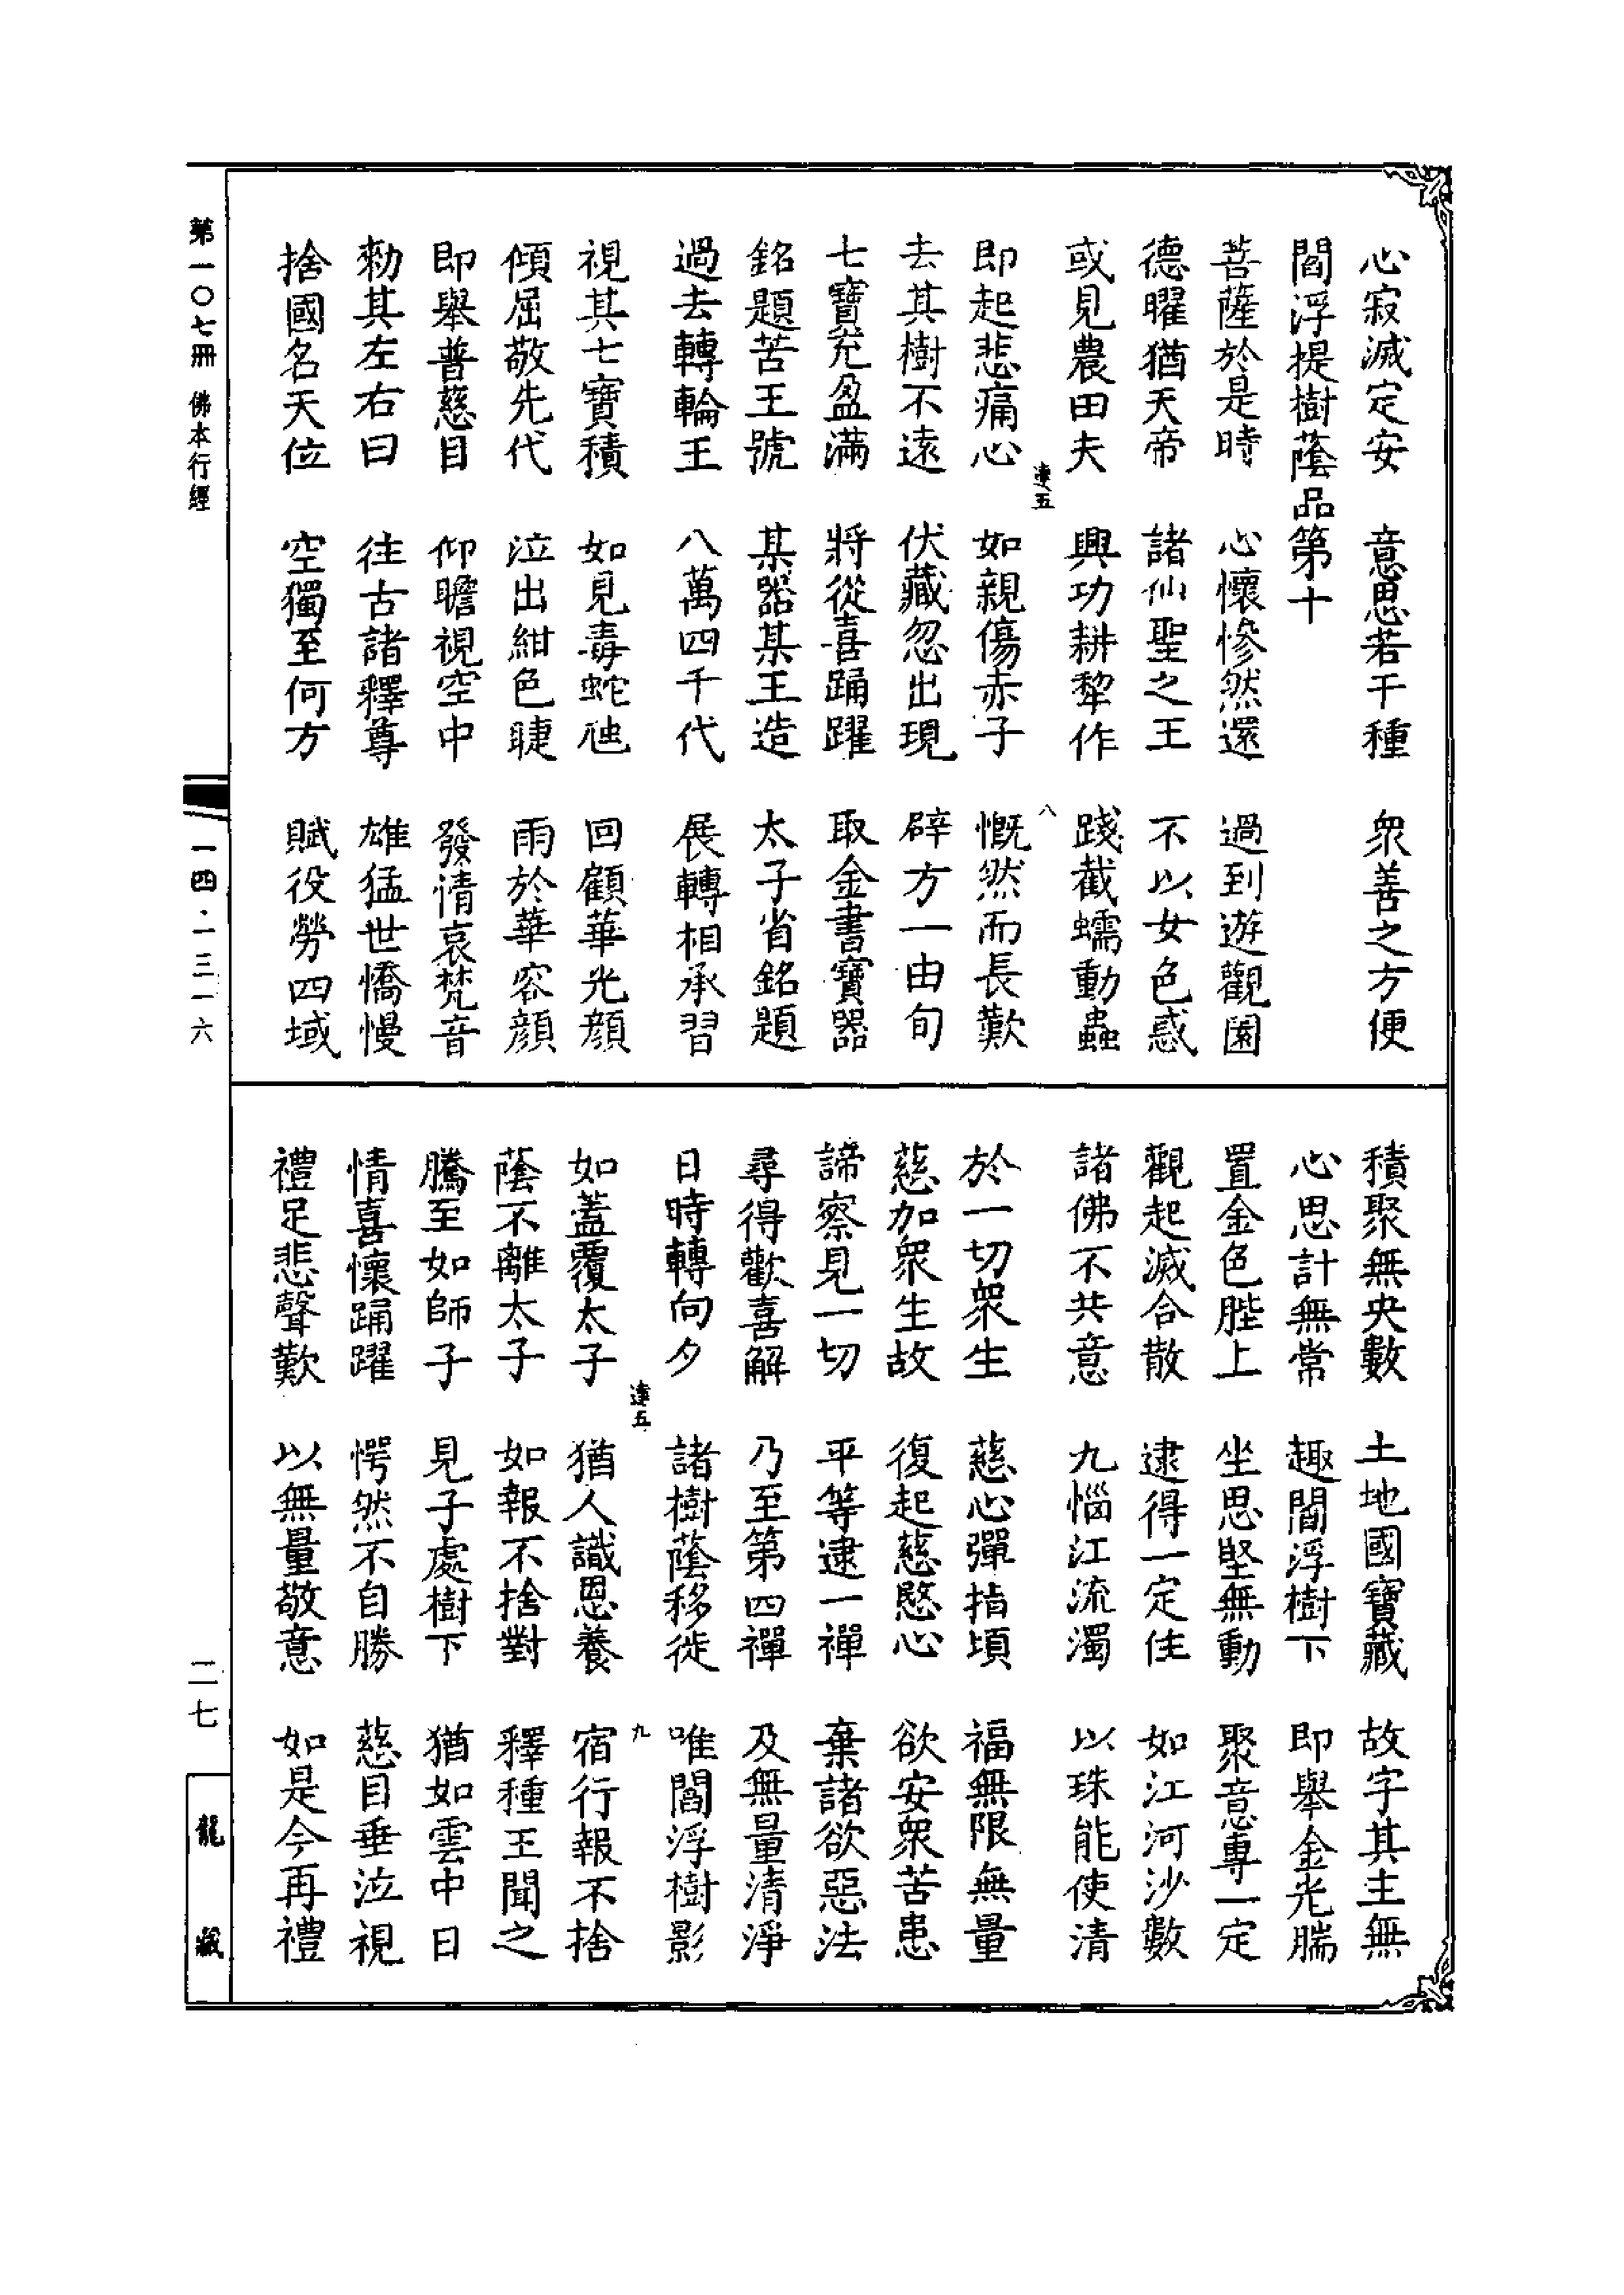 心寂滅定安　意思若干種　衆善之方便
閻浮提樹蔭品第十
菩薩於是時　心懷慘然還　過到遊觀園
德曜猶天帝　諸仙聖之王　不以女色惑
或見農田夫　興功耕犂作　踐截蠕動蟲
達五　八
即起悲痛心　如親傷赤子　慨然而長歎
去其樹不遠　伏藏忽出現　辟方一由旬
七寶充盈滿　將從喜踊躍　取金書寶器
銘題苦王號　某器某王造　太子省銘題
過去轉輪王　八萬四千代　展轉相承習
視其七寶積　如見毒蛇虺　回顧華光顔
傾屈敬先代　泣出紺色睫　雨於華容顔
即舉普慈目　仰瞻視空中　發清哀梵音
勑其左右曰　往古諸釋尊　雄猛世憍慢
捨國名天位　空獨至何方　賦役勞四域
積聚無央數　土地國寶藏　故字其主無
心思計無常　趣閻浮樹下　即舉金光腨
置金色䏶上　坐思堅無動　聚意專一定
觀起滅合散　逮得一定住　如江河沙數
諸佛不共意　九惱江流濁　以珠能使清
於一切衆生　慈心彈指頃　福無限無量
慈加衆生故　復起慈愍心　欲安衆苦患
諦察見一切　平等逮一禪　棄諸欲惡法
尋得歡喜解　乃至第四禪　及無量清淨
日時轉向夕　諸樹蔭移徙　唯閻浮樹影
達五　九
如蓋覆太子　猶人識恩養　宿行報不捨
蔭不離太子　如報不捨對　釋種王聞之
騰至如師子　見子處樹下　猶如雲中日
情喜懷踊躍　愕然不自勝　慈目垂泣視
禮足悲聲歎　以無量敬意　如是今再禮
第一〇七冊　佛本行經
一四·一三一六
二七
龍藏